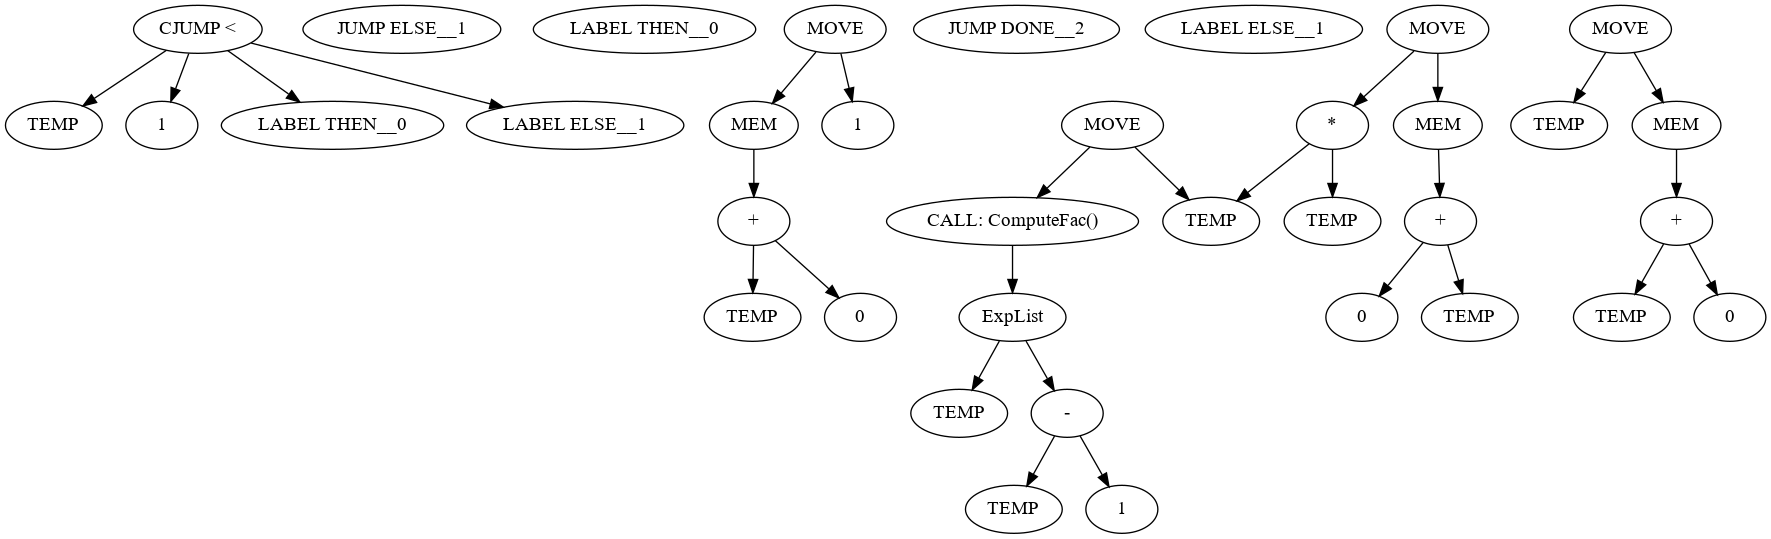 CJUMP <
JUMP ELSE__1
LABEL THEN__0
MOVE
JUMP DONE__2
LABEL ELSE__1
MOVE
MOVE
TEMP
1
LABEL THEN__0
LABEL ELSE__1
MEM
1
MOVE
*
MEM
TEMP
MEM
+
CALL: ComputeFac()
TEMP
TEMP
+
+
TEMP
0
ExpList
0
TEMP
TEMP
0
TEMP
-
TEMP
1